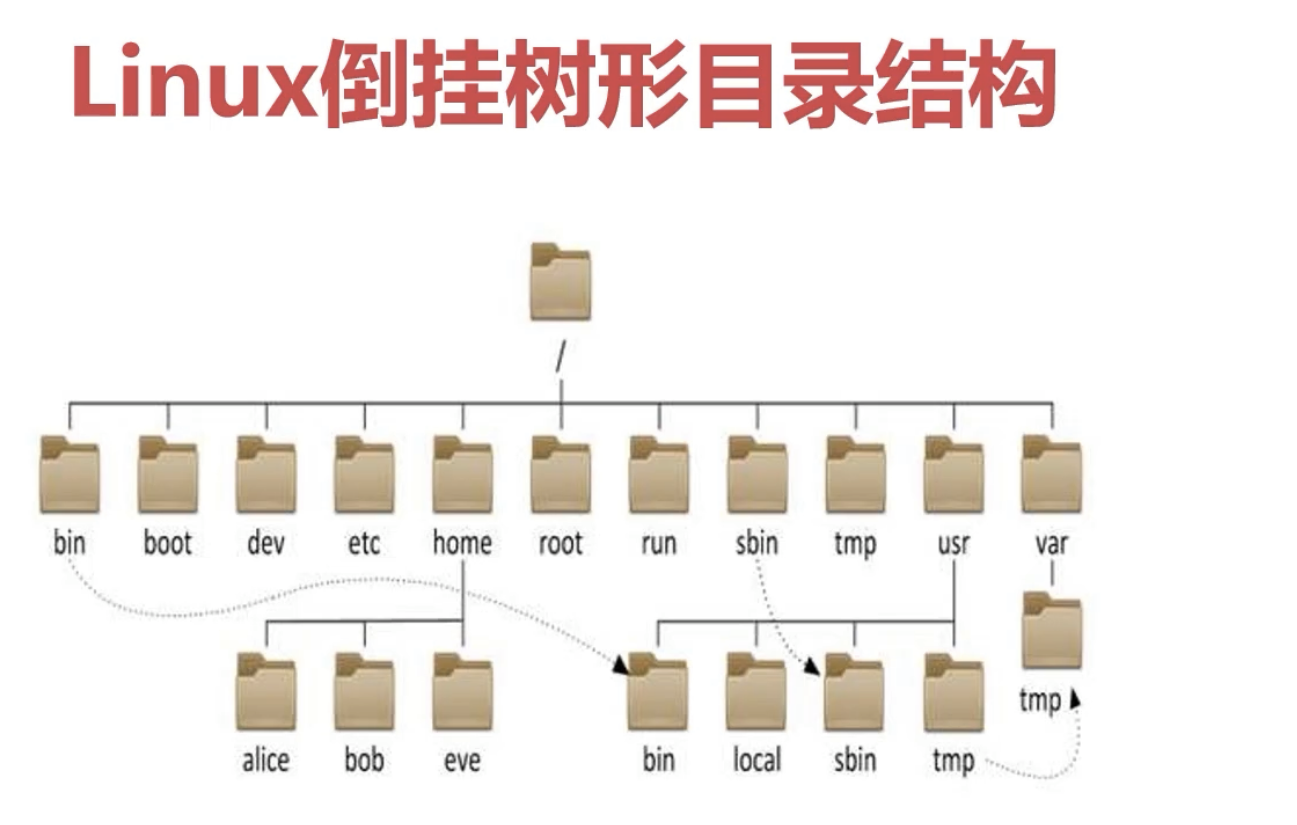 Linux倒挂树形目录结构
/
bin boot dev etc home root run sbin tmp usr var
tmp
alice bob eve bin local sbin tmp